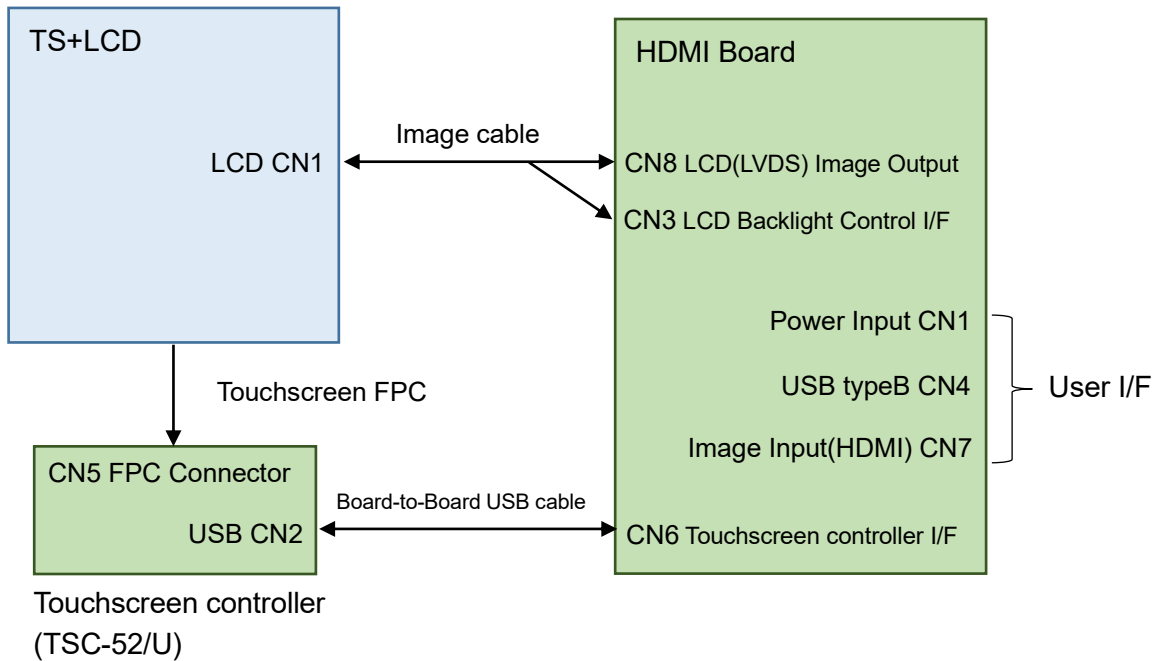 TS+LCD
LCD CN1
Image cable
HDMI Board
CN8 LCD(LVDS) Image Output
CN3 LCD Backlight Control I/F
Power Input CN1
USB typeB CN4
Image Input(HDMI) CN7
User I/F
Touchscreen FPC
CN5 FPC Connector
USB CN2
Board-to-Board USB cable
CN6 Touchscreen controller I/F
Touchscreen controller
(TSC-52/U)